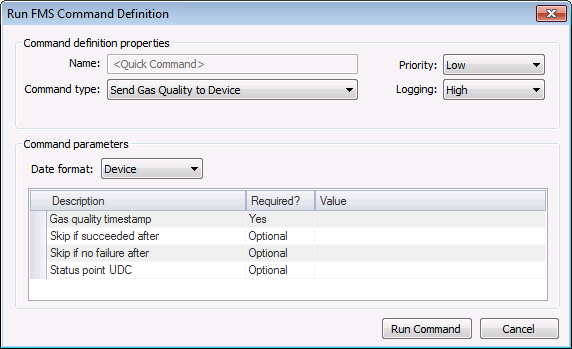 Run FMS Command Definition
Command definition properties
Name: <Quick Command> Priority: Low
Command type: Send Gas Quality to Device Logging: High
Command parameters
Date format: Device
Description Required? Value
Gas quality timestamp Yes
Skip if succeeded after Optional
Skip if no failure after Optional
Status point UDC Optional
Run Command Cancel